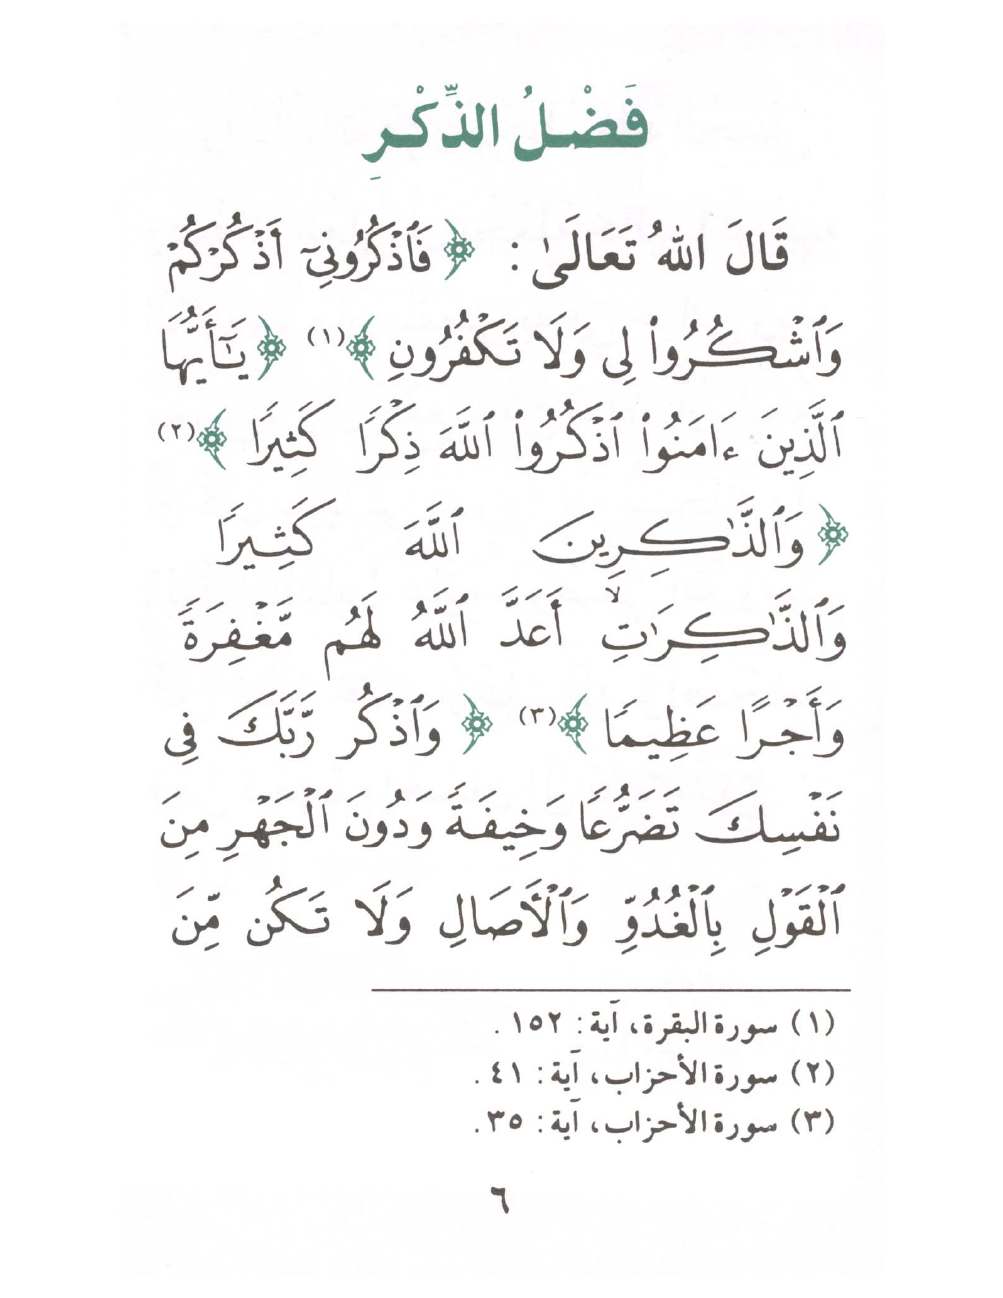 فَضْلُ الذِّكْرِ
قَالَ اللهُ تَعَالَىٰ : ﴿ فَٱذْكُرُونِىٓ أَذْكُرْكُمْ
وَٱشْكُرُوا۟ لِى وَلَا تَكْفُرُونِ ﴾(١) ﴿ يَـٰٓأَيُّهَا
ٱلَّذِينَ ءَامَنُوا۟ ٱذْكُرُوا۟ ٱللَّهَ ذِكْرًا كَثِيرًا ﴾(٢)
﴿ وَٱلذَّٰكِرِينَ ٱللَّهَ كَثِيرًا
وَٱلذَّٰكِرَٰتِ ۙ أَعَدَّ ٱللَّهُ لَهُم مَّغْفِرَةً
وَأَجْرًا عَظِيمًا ﴾(٣) ﴿ وَٱذْكُر رَّبَّكَ فِى
نَفْسِكَ تَضَرُّعًا وَخِيفَةً وَدُونَ ٱلْجَهْرِ مِنَ
ٱلْقَوْلِ بِٱلْغُدُوِّ وَٱلْأَصَالِ وَلَا تَكُن مِّنَ
(١) سورة البقرة، آية: ١٥٢ .
(٢) سورة الأحزاب، آية: ٤١ .
(٣) سورة الأحزاب، آية: ٣٥ .
٦